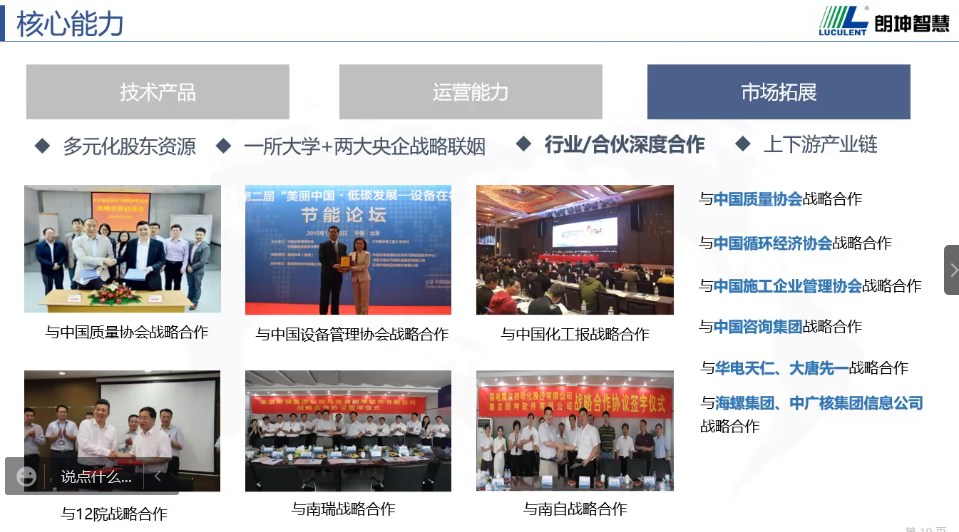 核心能力
LUCULENT
朗坤智慧
技术产品
运营能力
市场拓展
多元化股东资源
一所大学+两大央企战略联姻
行业/合伙深度合作
上下游产业链
第二届“美丽中国·低碳发展—设备在
节能论坛
与中国质量协会战略合作
与中国设备管理协会战略合作
与中国化工报战略合作
战略合作协议签字仪式
战略合作协议签字仪式
与12院战略合作
与南瑞战略合作
与南自战略合作
与中国质量协会战略合作
与中国循环经济协会战略合作
与中国施工企业管理协会战略合作
与中国咨询集团战略合作
与华电天仁、大唐先一战略合作
与海螺集团、中广核集团信息公司
战略合作
说点什么...
第 19 页